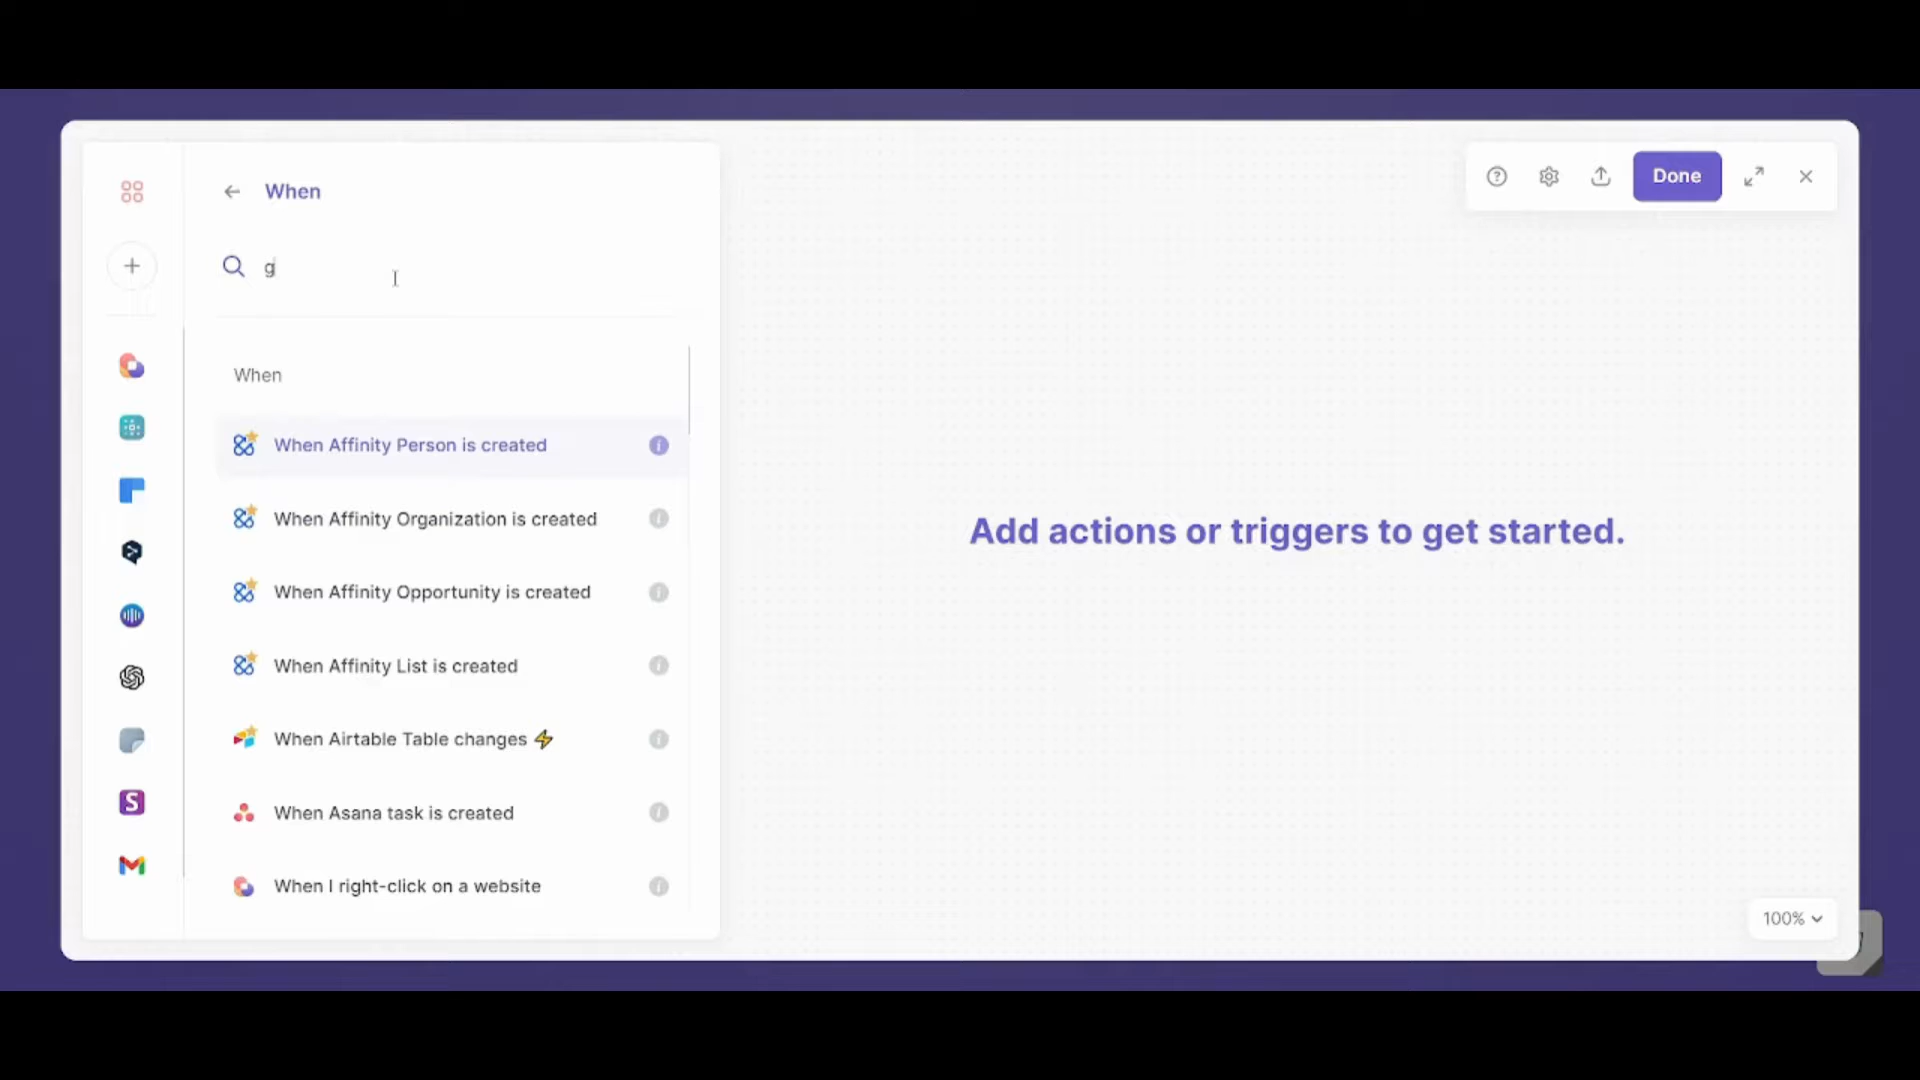 When
g
When
When Affinity Person is created
When Affinity Organization is created
When Affinity Opportunity is created
When Affinity List is created
When Airtable Table changes ⚡
When Asana task is created
When I right-click on a website
Done
Add actions or triggers to get started.
100%